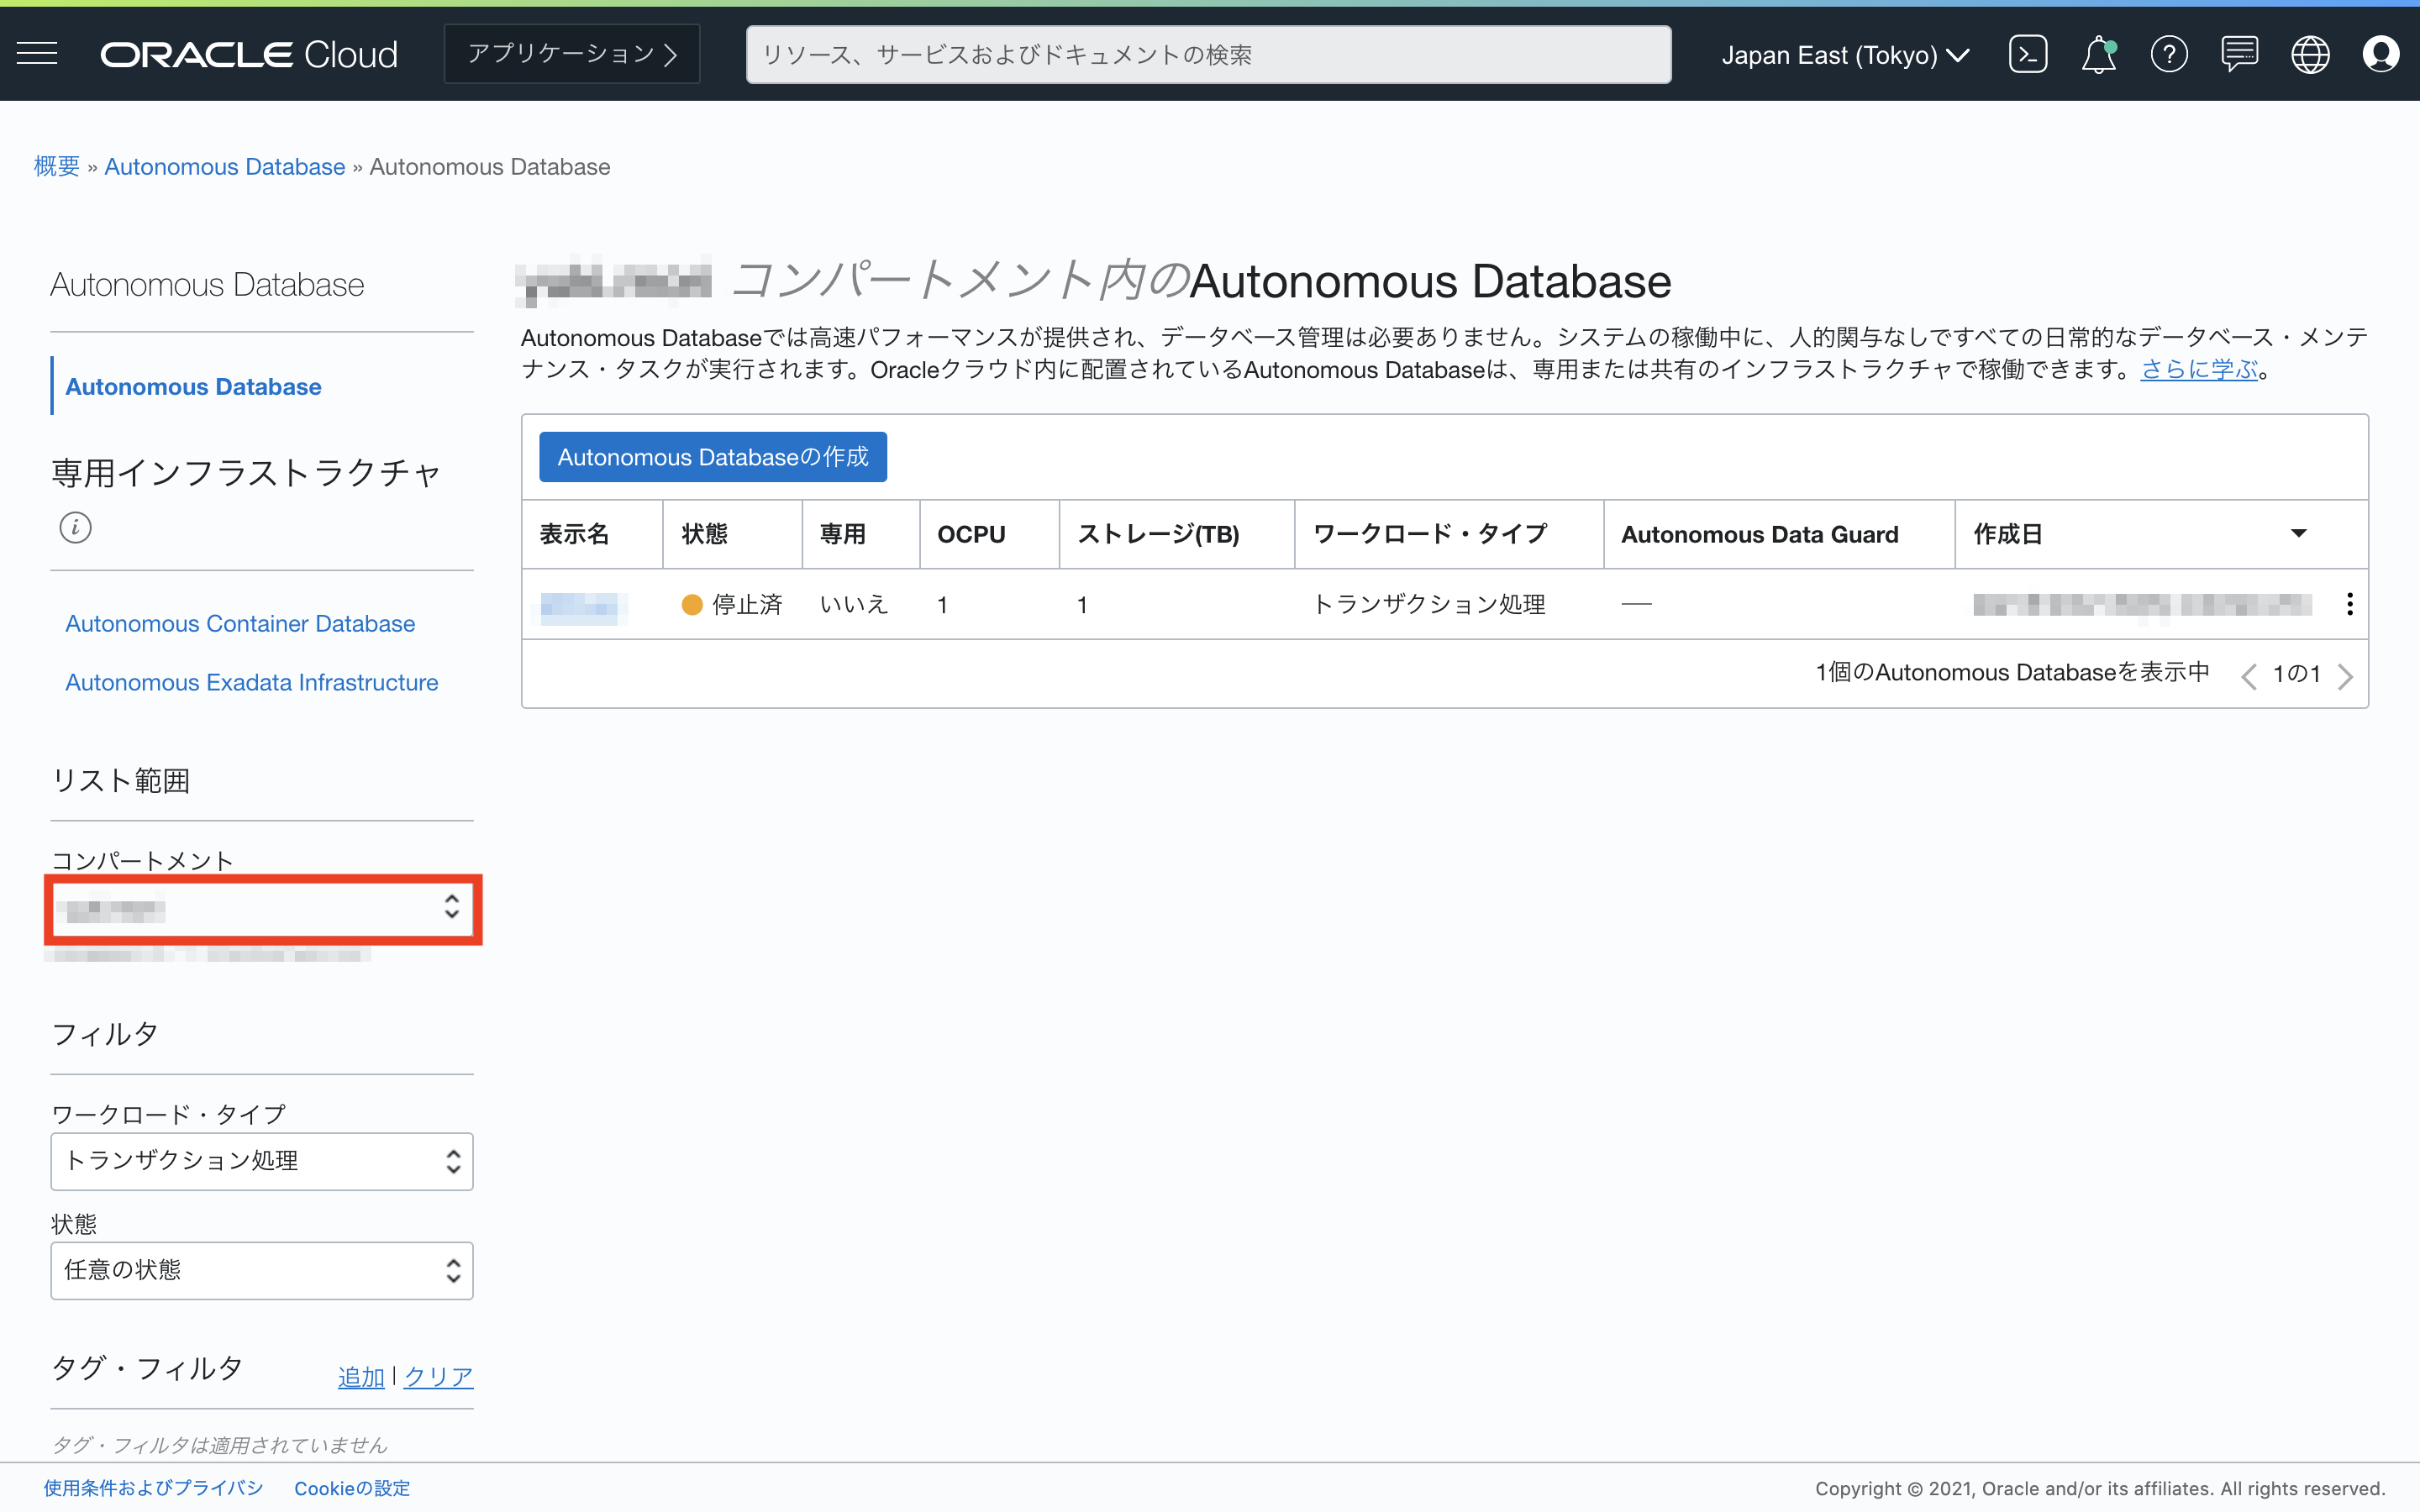 ORACLE Cloud
アプリケーション
リソース、サービスおよびドキュメントの検索
Japan East (Tokyo)
概要 » Autonomous Database » Autonomous Database
Autonomous Database
Autonomous Database
専用インフラストラクチャ
Autonomous Container Database
Autonomous Exadata Infrastructure
リスト範囲
コンパートメント
フィルタ
ワークロード・タイプ
トランザクション処理
状態
任意の状態
タグ・フィルタ 追加 | クリア
タグ・フィルタは適用されていません
コンパートメント内のAutonomous Database
Autonomous Databaseでは高速パフォーマンスが提供され、データベース管理は必要ありません。システムの稼働中に、人的関与なしですべての日常的なデータベース・メンテ
ナンス・タスクが実行されます。Oracleクラウド内に配置されているAutonomous Databaseは、専用または共有のインフラストラクチャで稼働できます。さらに学ぶ。
Autonomous Databaseの作成
表示名 状態 専用 OCPU ストレージ(TB) ワークロード・タイプ Autonomous Data Guard 作成日
停止済 いいえ 1 1 トランザクション処理 —
1個のAutonomous Databaseを表示中 1の1
使用条件およびプライバシ Cookieの設定
Copyright © 2021, Oracle and/or its affiliates. All rights reserved.